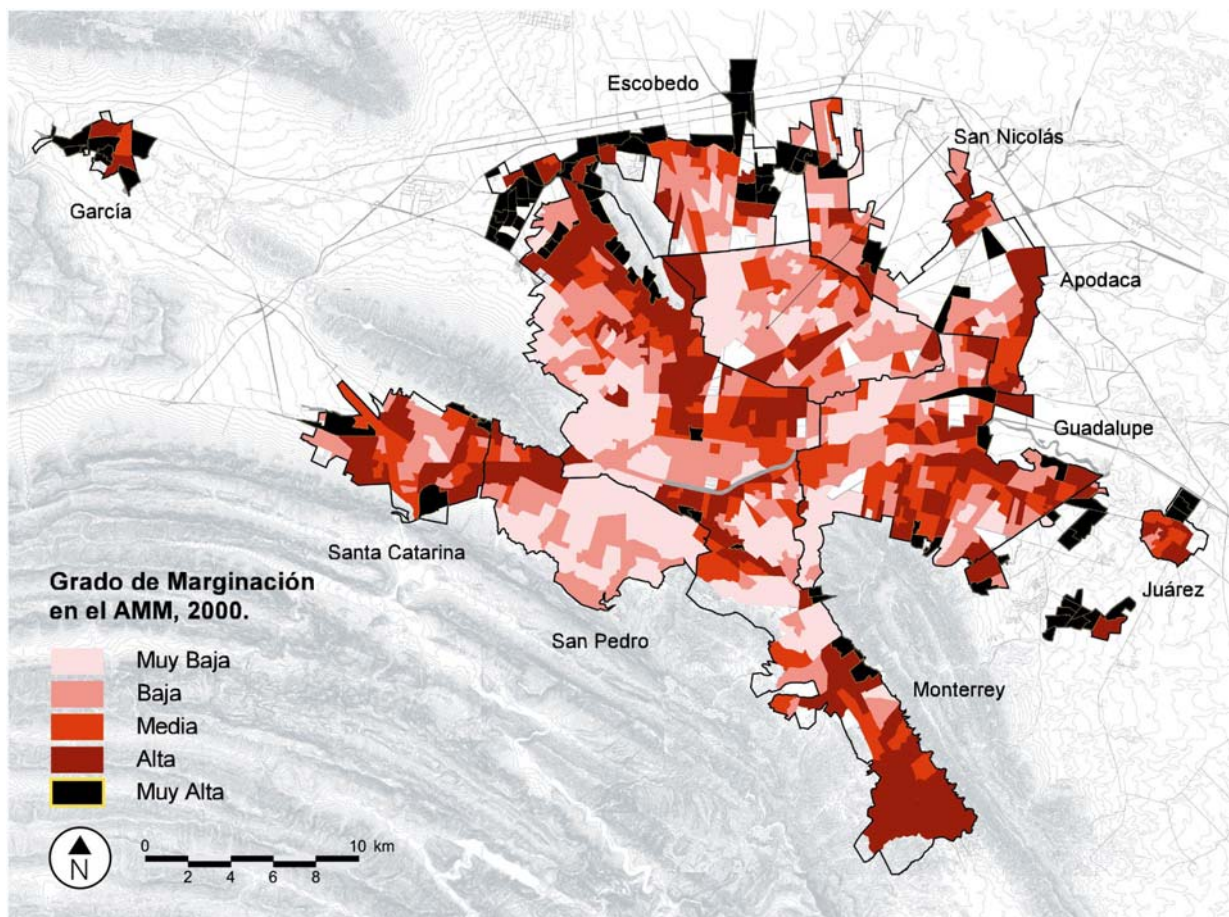 Escobedo
San Nicolás
García
Apodaca
Guadalupe
Santa Catarina
Juárez
San Pedro
Monterrey
Grado de Marginación
en el AMM, 2000.
Muy Baja
Baja
Media
Alta
Muy Alta
N
0 10 km
2 4 6 8